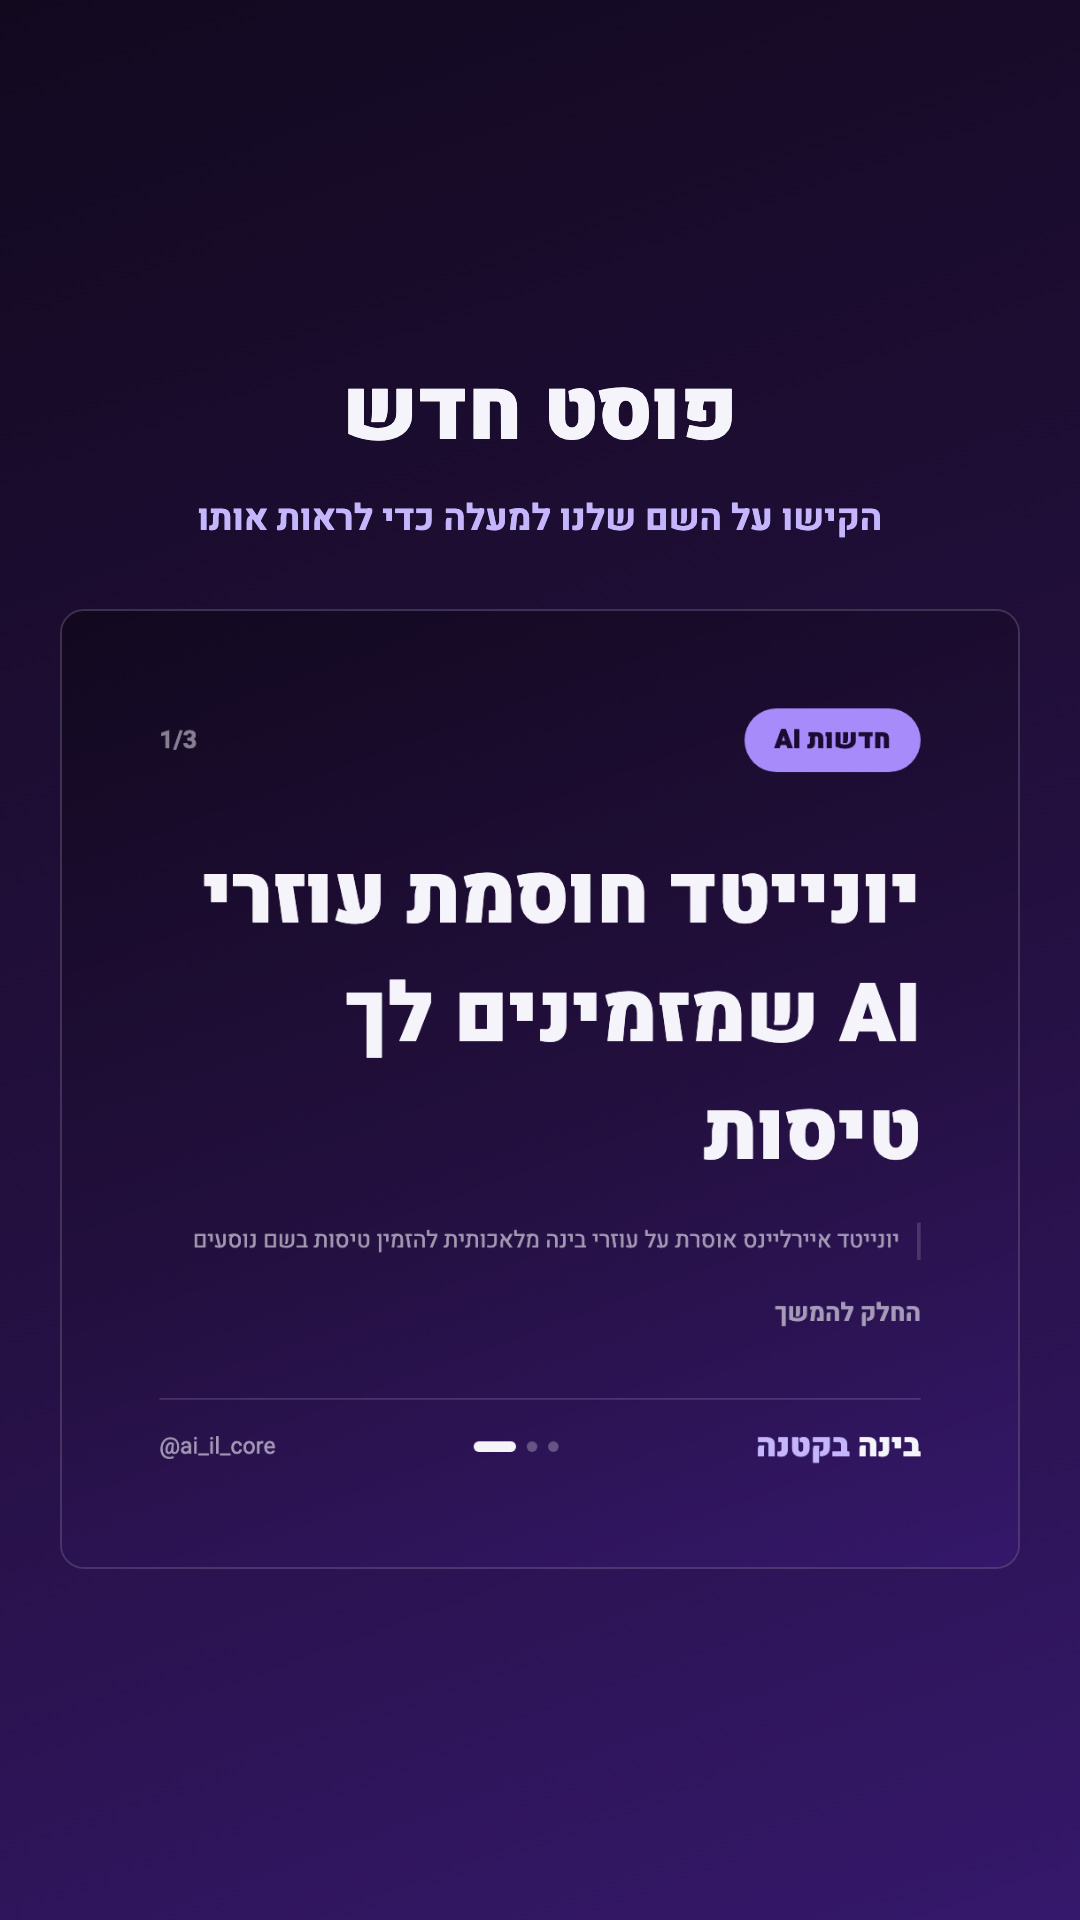 פוסט חדש
הקישו על השם שלנו למעלה כדי לראות אותו
חדשות AI
1/3
יונייטד חוסמת עוזרי
AI שמזמינים לך
טיסות
יונייטד איירליינס אוסרת על עוזרי בינה מלאכותית להזמין טיסות בשם נוסעים
החלק להמשך
בינה בקטנה
@ai_il_core